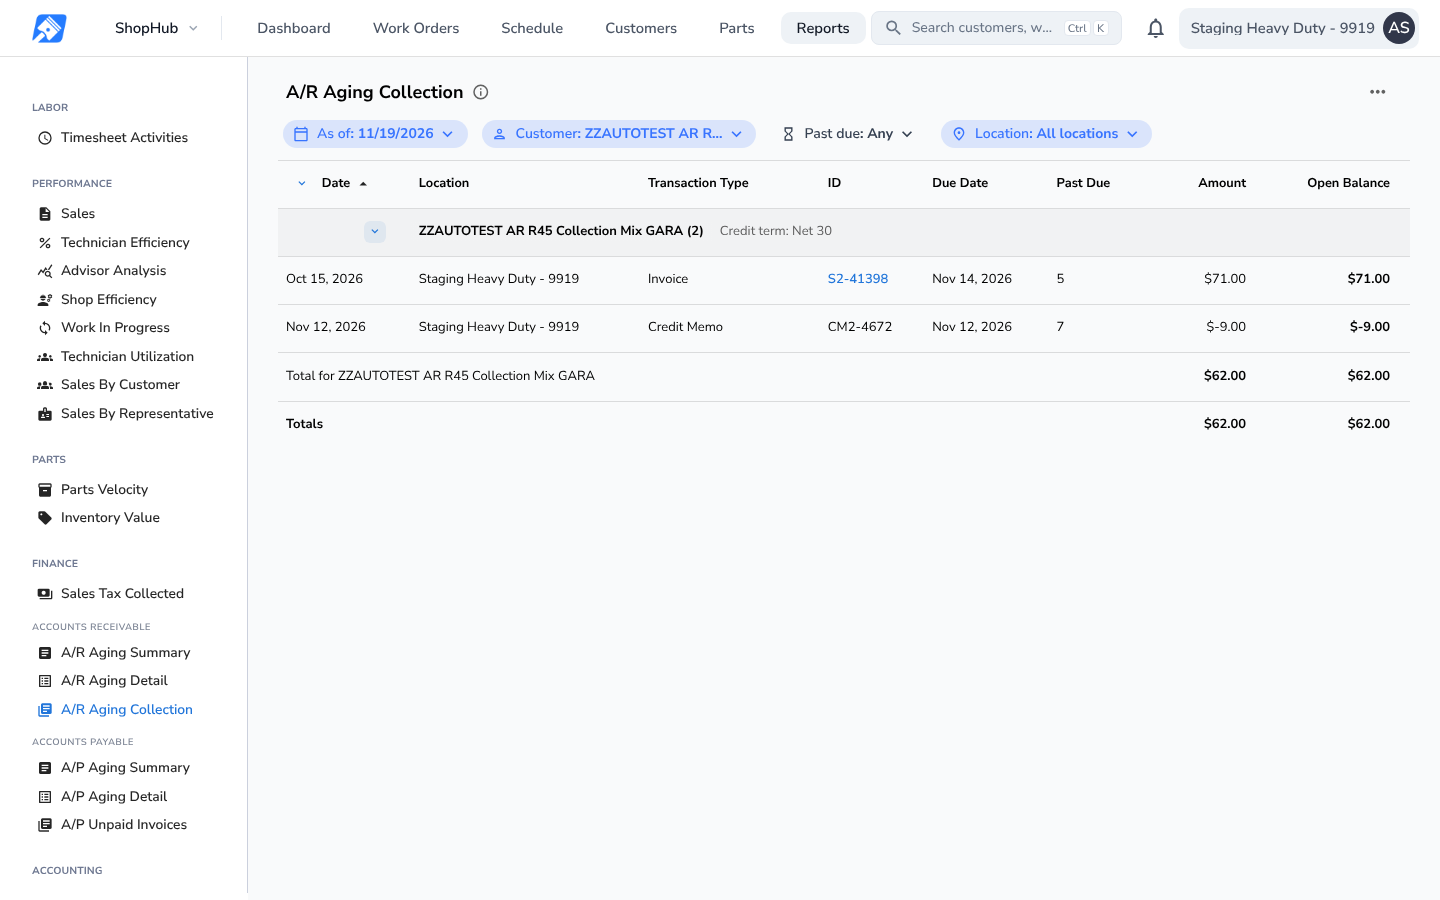 ShopHub
Dashboard
Work Orders
Schedule
Customers
Parts
Reports
Search customers, w...
Ctrl
K
Staging Heavy Duty - 9919
AS
LABOR
Timesheet Activities
PERFORMANCE
Sales
Technician Efficiency
Advisor Analysis
Shop Efficiency
Work In Progress
Technician Utilization
Sales By Customer
Sales By Representative
PARTS
Parts Velocity
Inventory Value
FINANCE
Sales Tax Collected
ACCOUNTS RECEIVABLE
A/R Aging Summary
A/R Aging Detail
A/R Aging Collection
ACCOUNTS PAYABLE
A/P Aging Summary
A/P Aging Detail
A/P Unpaid Invoices
ACCOUNTING
A/R Aging Collection
As of: 11/19/2026
Customer: ZZAUTOTEST AR R...
Past due: Any
Location: All locations
Date Location Transaction Type ID Due Date Past Due Amount Open Balance
ZZAUTOTEST AR R45 Collection Mix GARA (2) Credit term: Net 30
Oct 15, 2026 Staging Heavy Duty - 9919 Invoice S2-41398 Nov 14, 2026 5 $71.00 $71.00
Nov 12, 2026 Staging Heavy Duty - 9919 Credit Memo CM2-4672 Nov 12, 2026 7 $-9.00 $-9.00
Total for ZZAUTOTEST AR R45 Collection Mix GARA $62.00 $62.00
Totals $62.00 $62.00